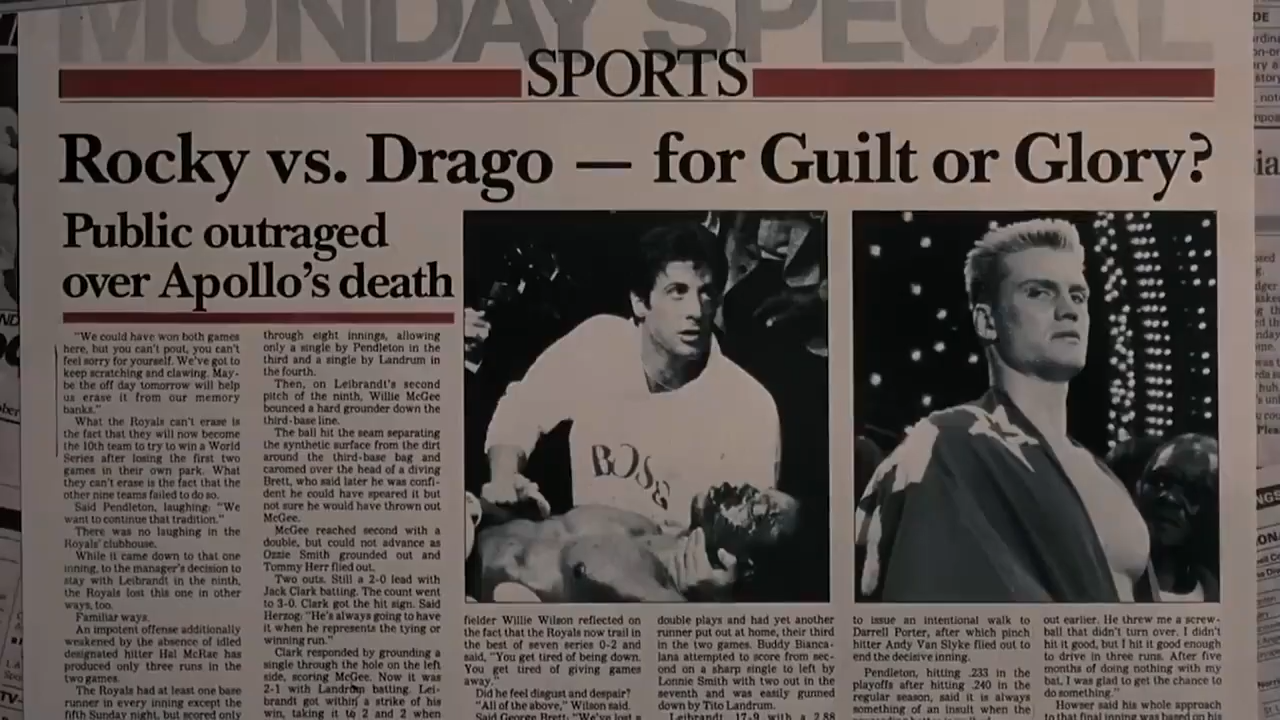 MONDAY SPECIAL
SPORTS
Rocky vs. Drago — for Guilt or Glory?
Public outraged
over Apollo's death
"We could have won both games
here, but you can't pout, you can't
feel sorry for yourself. We've got to
keep scratching and clawing. May-
be the off day tomorrow will help
us erase it from our memory
banks."
What the Royals can't erase is
the fact that they will now become
the 10th team to try to win a World
Series after losing the first two
games in their own park. What
they can't erase is the fact that the
other nine teams failed to do so.
Said Pendleton, laughing: "We
want to continue that tradition."
There was no laughing in the
Royals' clubhouse.
While it came down to that one
inning, to the manager's decision to
stay with Leibrandt in the ninth,
the Royals lost this one in other
ways, too.
Familiar ways.
An impotent offense additionally
weakened by the absence of idled
designated hitter Hal McRae has
produced only three runs in the
two games.
The Royals had at least one base
runner in every inning except the
fifth Sunday night, but scored only
through eight innings, allowing
only a single by Pendleton in the
third and a single by Landrum in
the fourth.
Then, on Leibrandt's second
pitch of the ninth, Willie McGee
bounced a hard grounder down the
third-base line.
The ball hit the seam separating
the synthetic surface from the dirt
around the third-base bag and
caromed over the head of a diving
Brett, who said later he was confi-
dent he could have speared it but
not sure he would have thrown out
McGee.
McGee reached second with a
double, but could not advance as
Ozzie Smith grounded out and
Tommy Herr flied out.
Two outs. Still a 2-0 lead with
Jack Clark batting. The count went
to 3-0. Clark got the hit sign. Said
Herzog: "He's always going to have
it when he represents the tying or
winning run."
Clark responded by grounding a
single through the hole on the left
side, scoring McGee. Now it was
2-1 with Landrum batting. Lei-
brandt got within a strike of his
win, taking it to 2 and 2 when
BOSS
fielder Willie Wilson reflected on
the fact that the Royals now trail in
the best of seven series 0-2 and
said, "You get tired of being down.
You get tired of giving games
away."
Did he feel disgust and despair?
"All of the above," Wilson said.
Said George Brett, "We've lost a
double plays and had yet another
runner put out at home, their third
in the two games. Buddy Bianca-
lana attempted to score from sec-
ond on a sharp single to left by
Lonnie Smith with two out in the
seventh and was easily gunned
down by Tito Landrum.
Leibrandt, 17-9 with a 2.88
to issue an intentional walk to
Darrell Porter, after which pinch
hitter Andy Van Slyke flied out to
end the decisive inning.
Pendleton, hitting .233 in the
playoffs after hitting .240 in the
regular season, said it is always
something of an insult when the
out earlier. He threw me a screw-
ball that didn't turn over. I didn't
hit it good, but I hit it good enough
to drive in three runs. After five
months of doing nothing with my
bat, I was glad to get the chance to
do something."
Howser said his whole approach
to that final inning was based